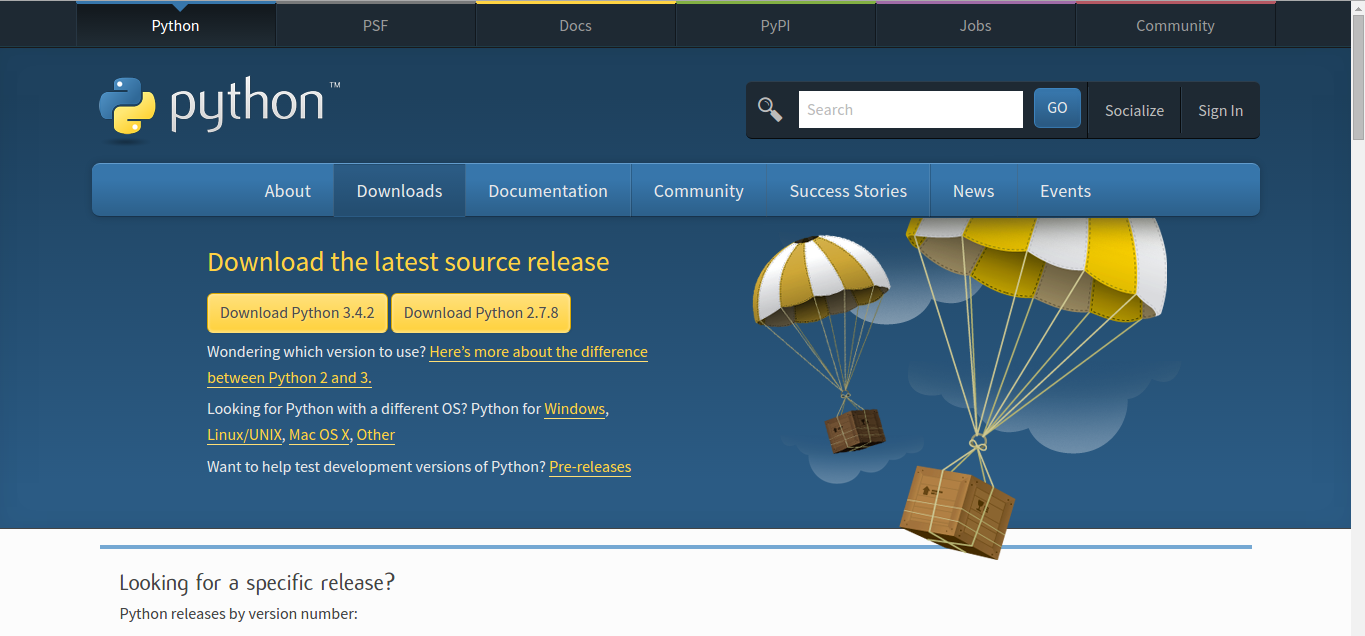 Python PSF Docs PyPI Jobs Community
python™
Search GO Socialize Sign In
About Downloads Documentation Community Success Stories News Events
Download the latest source release
Download Python 3.4.2 Download Python 2.7.8
Wondering which version to use? Here’s more about the difference
between Python 2 and 3.
Looking for Python with a different OS? Python for Windows,
Linux/UNIX, Mac OS X, Other
Want to help test development versions of Python? Pre-releases
Looking for a specific release?
Python releases by version number: